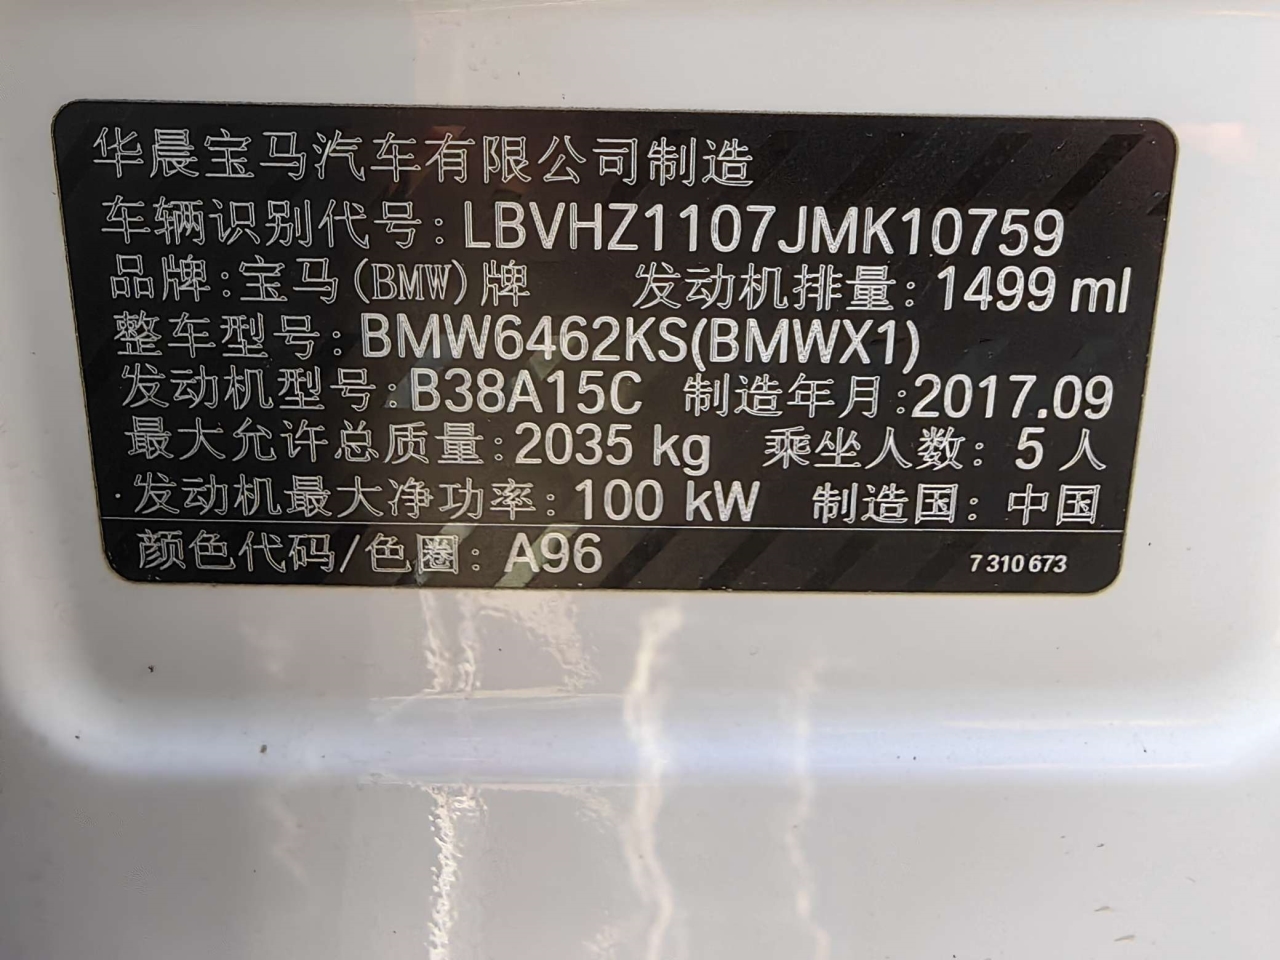 华晨宝马汽车有限公司制造
车辆识别代号: LBVHZ1107JMK10759
品牌:宝马(BMW)牌 发动机排量: 1499 ml
整车型号: BMW6462KS(BMWX1)
发动机型号: B38A15C 制造年月:2017.09
最大允许总质量: 2035 kg 乘坐人数: 5 人
发动机最大净功率: 100 kW 制造国: 中国
颜色代码/色圈: A96 7 310 673